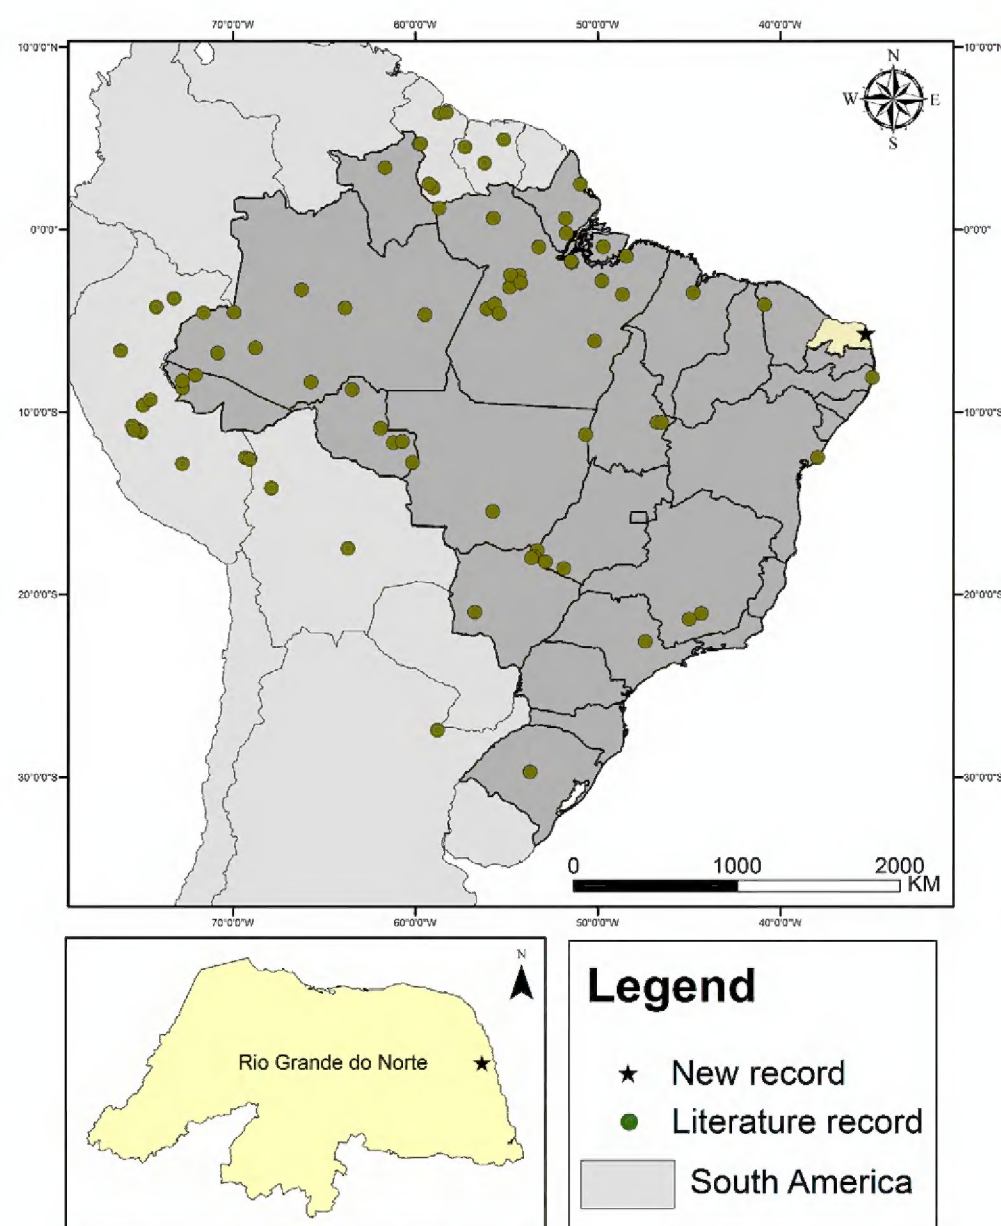 70°0'0"W 60°0'0"W 50°0'0"W 40°0'0"W
10°0'0"N 10°0'0"N
N
W E
S
0°0'0" 0°0'0"
10°0'0"S 10°0'0"S
20°0'0"S 20°0'0"S
30°0'0"S 30°0'0"S
0 1000 2000
KM
70°0'0"W 60°0'0"W 50°0'0"W 40°0'0"W
N
Rio Grande do Norte
Legend
New record
Literature record
South America